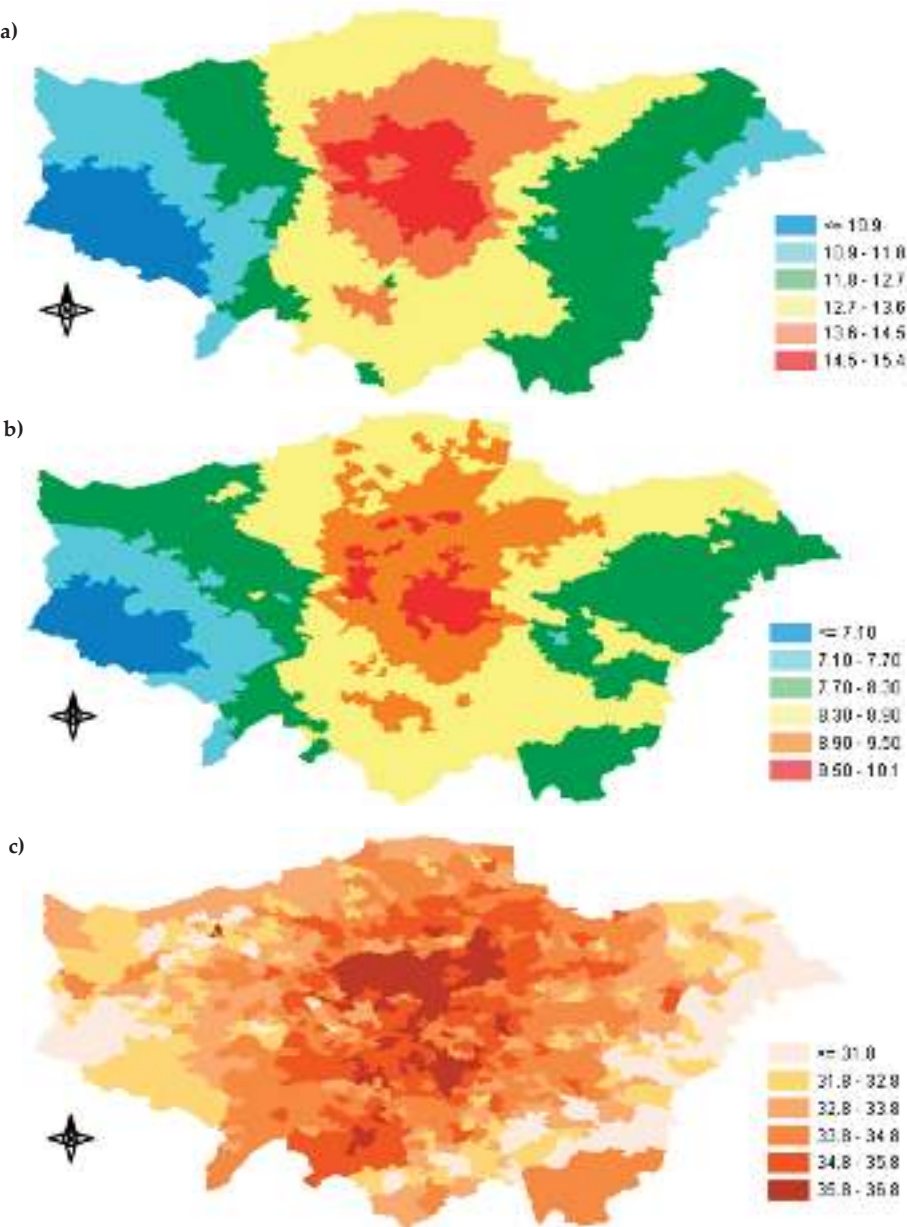 a)
<= 10.9
10.9 - 11.8
11.8 - 12.7
12.7 - 13.6
13.6 - 14.5
14.5 - 15.4
b)
<= 7.10
7.10 - 7.70
7.70 - 8.30
8.30 - 8.90
8.90 - 9.50
9.50 - 10.1
c)
<= 31.8
31.8 - 32.8
32.8 - 33.8
33.8 - 34.8
34.8 - 35.8
35.8 - 36.8